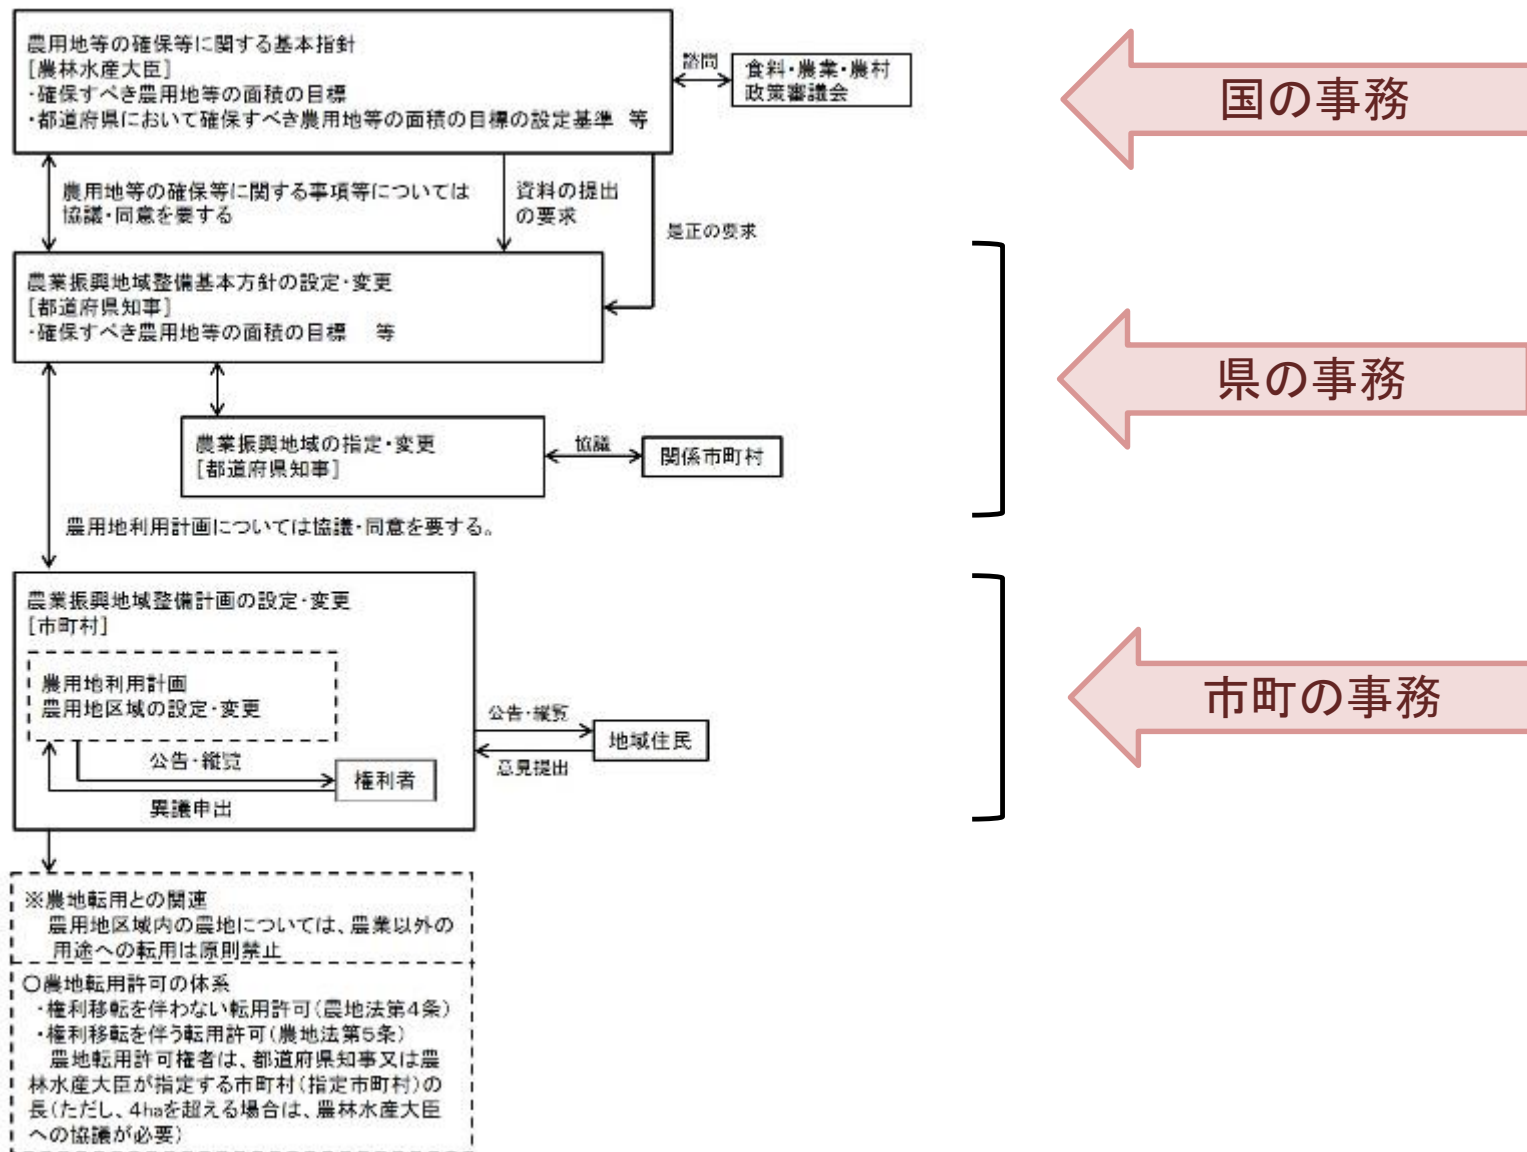 農用地等の確保等に関する基本指針
[農林水産大臣]
・確保すべき農用地等の面積の目標
・都道府県において確保すべき農用地等の面積の目標の設定基準　等
諮問
食料・農業・農村
政策審議会
国の事務
農用地等の確保等に関する事項等については
協議・同意を要する
資料の提出
の要求
是正の要求
農業振興地域整備基本方針の設定・変更
[都道府県知事]
・確保すべき農用地等の面積の目標　等
県の事務
農業振興地域の指定・変更
[都道府県知事]
協議
関係市町村
農用地利用計画については協議・同意を要する。
農業振興地域整備計画の設定・変更
[市町村]
農用地利用計画
農用地区域の設定・変更
公告・縦覧
権利者
異議申出
公告・縦覧
地域住民
意見提出
市町の事務
※農地転用との関連
農用地区域内の農地については、農業以外の
用途への転用は原則禁止
○農地転用許可の体系
・権利移転を伴わない転用許可(農地法第4条)
・権利移転を伴う転用許可(農地法第5条)
農地転用許可権者は、都道府県知事又は農
林水産大臣が指定する市町村(指定市町村)の
長(ただし、4haを超える場合は、農林水産大臣
への協議が必要)